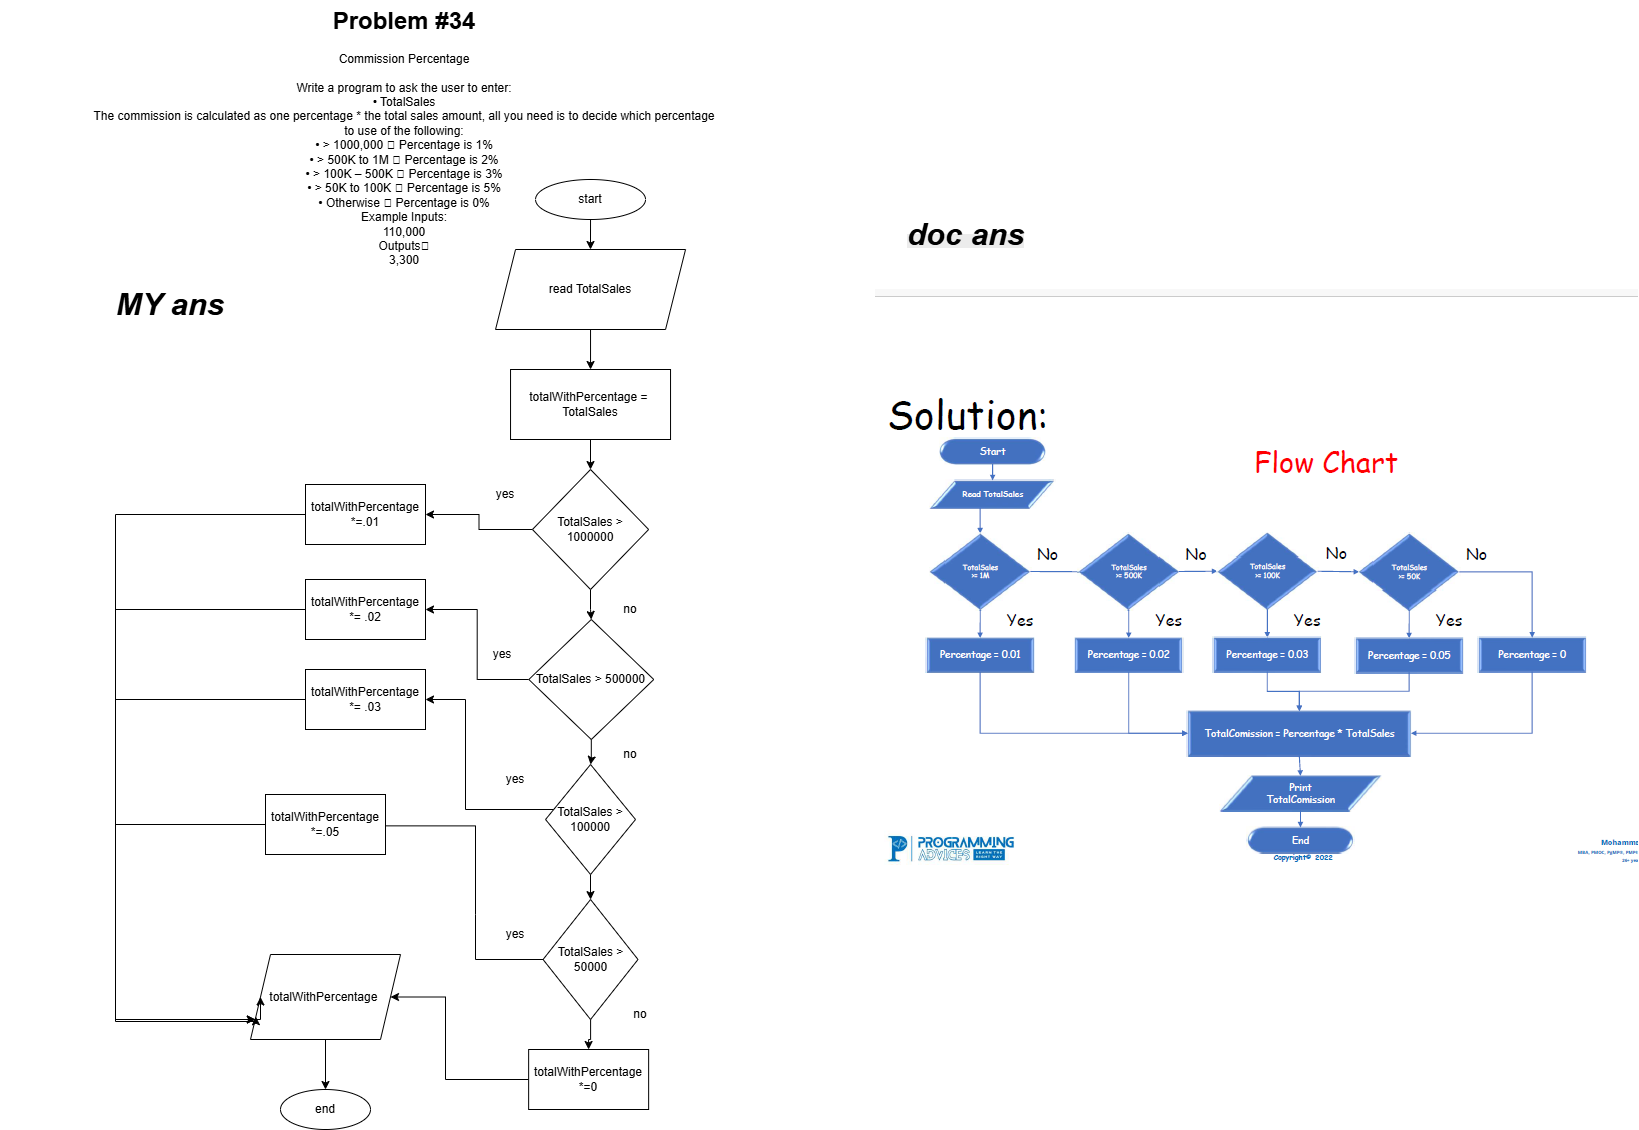 Problem #34
Commission Percentage
Write a program to ask the user to enter:
• TotalSales
The commission is calculated as one percentage * the total sales amount, all you need is to decide which percentage
to use of the following:
• > 1000,000 Percentage is 1%
• > 500K to 1M Percentage is 2%
• > 100K – 500K Percentage is 3%
• > 50K to 100K Percentage is 5%
• Otherwise Percentage is 0%
Example Inputs:
110,000
Outputs
3,300
MY ans
start
read TotalSales
totalWithPercentage =
TotalSales
TotalSales >
1000000
yes
totalWithPercentage
*=.01
no
totalWithPercentage
*= .02
yes
TotalSales > 500000
totalWithPercentage
*= .03
no
yes
TotalSales >
100000
totalWithPercentage
*=.05
yes
TotalSales >
50000
totalWithPercentage
no
totalWithPercentage
*=0
end
doc ans
Solution:
Flow Chart
Start
Read TotalSales
TotalSales
>= 1M
No
TotalSales
>= 500K
No
TotalSales
>= 100K
No
TotalSales
>= 50K
No
Yes
Yes
Yes
Yes
Percentage = 0.01
Percentage = 0.02
Percentage = 0.03
Percentage = 0.05
Percentage = 0
TotalComission = Percentage * TotalSales
Print
TotalComission
End
Copyright© 2022
PROGRAMMING
ADVICES
LEARN THE
RIGHT WAY
Mohamm